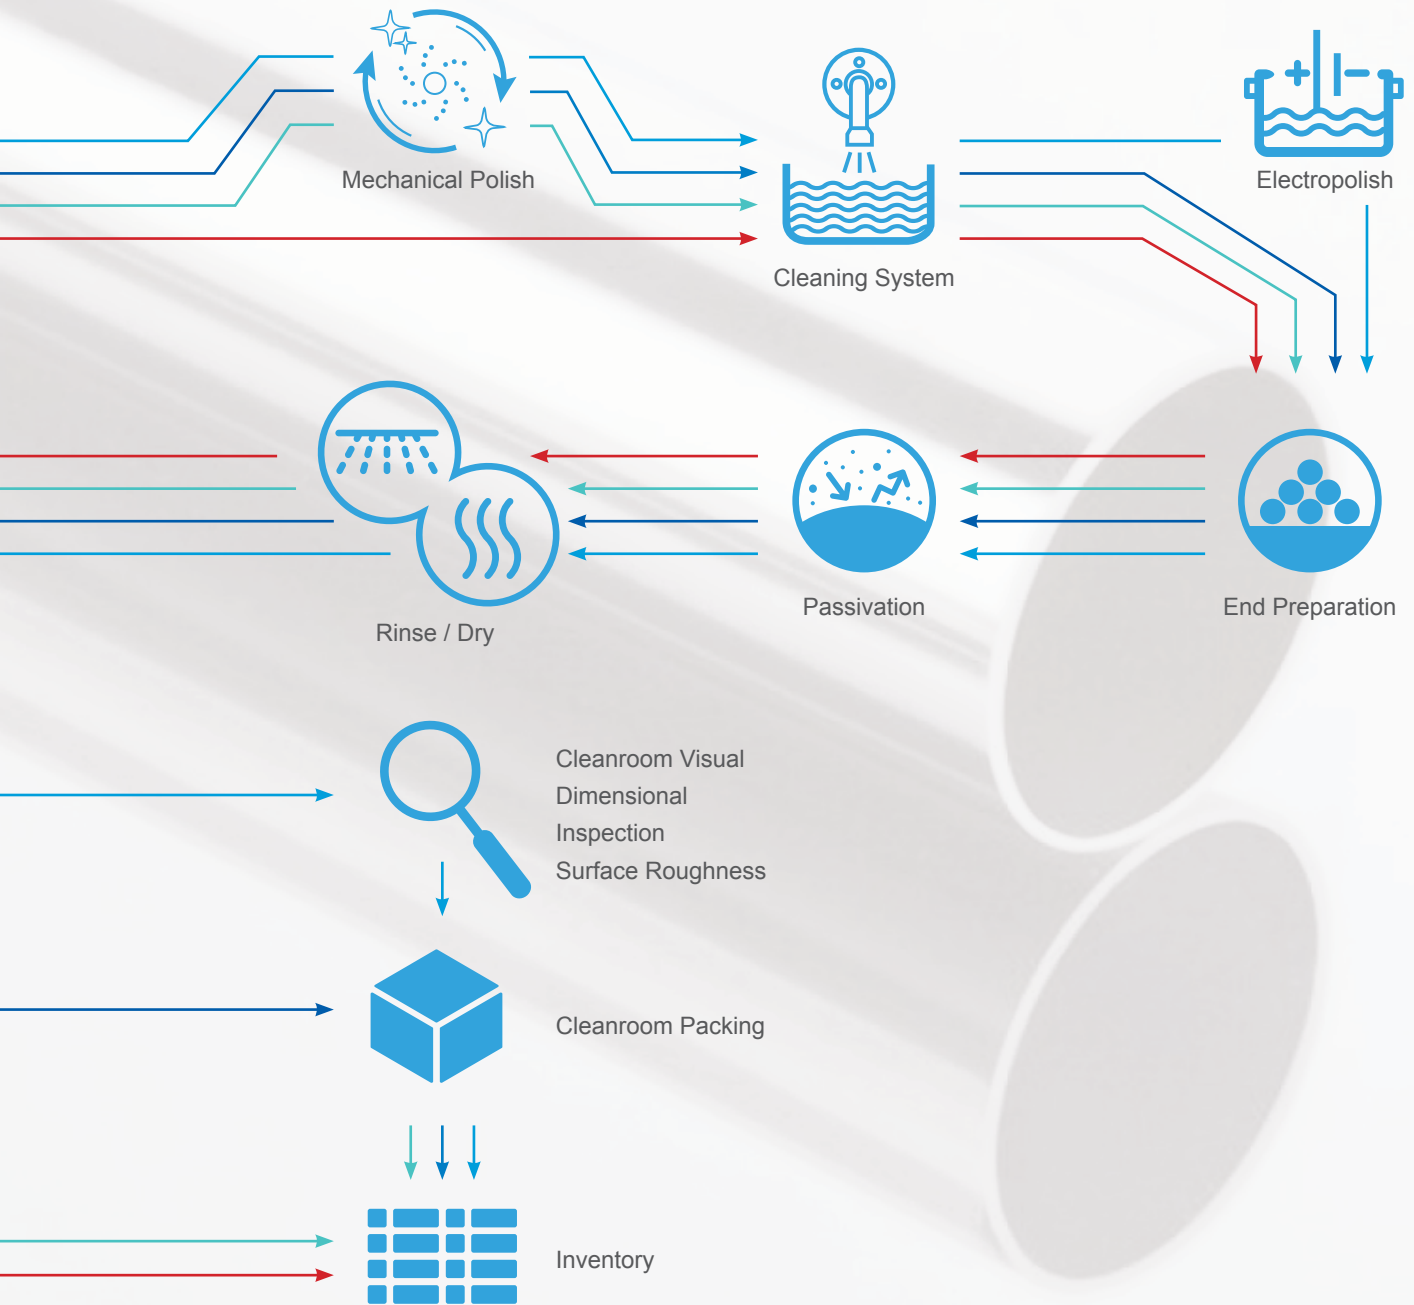 Mechanical Polish
Electropolish
Cleaning System
Passivation
End Preparation
Rinse / Dry
Cleanroom Visual
Dimensional
Inspection
Surface Roughness
Cleanroom Packing
Inventory